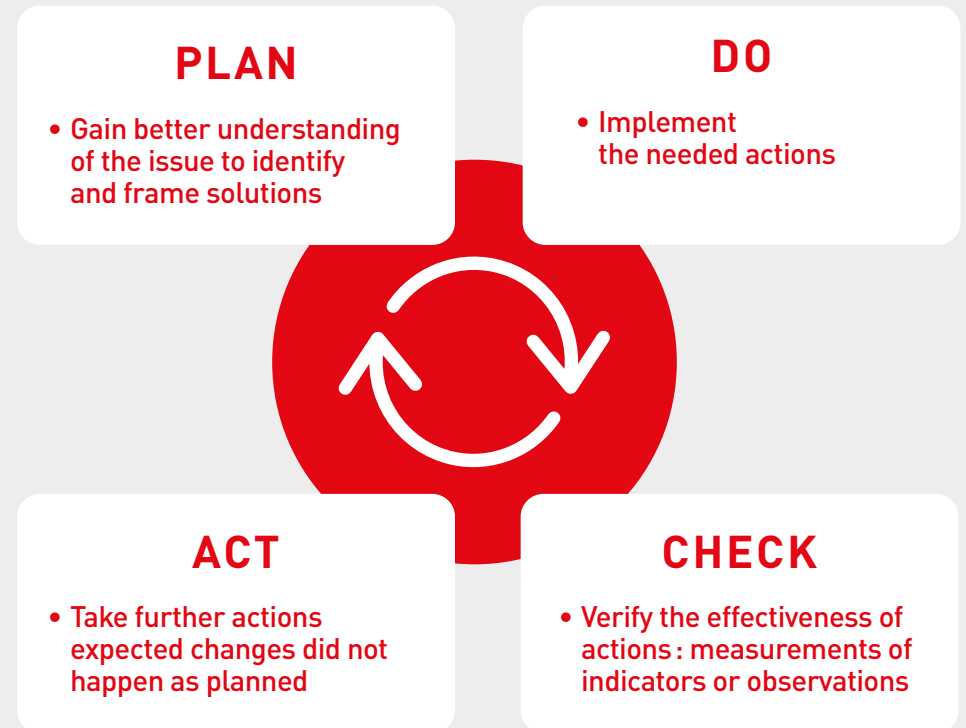 PLAN
• Gain better understanding
of the issue to identify
and frame solutions
DO
• Implement
the needed actions
ACT
• Take further actions
expected changes did not
happen as planned
CHECK
• Verify the effectiveness of
actions : measurements of
indicators or observations